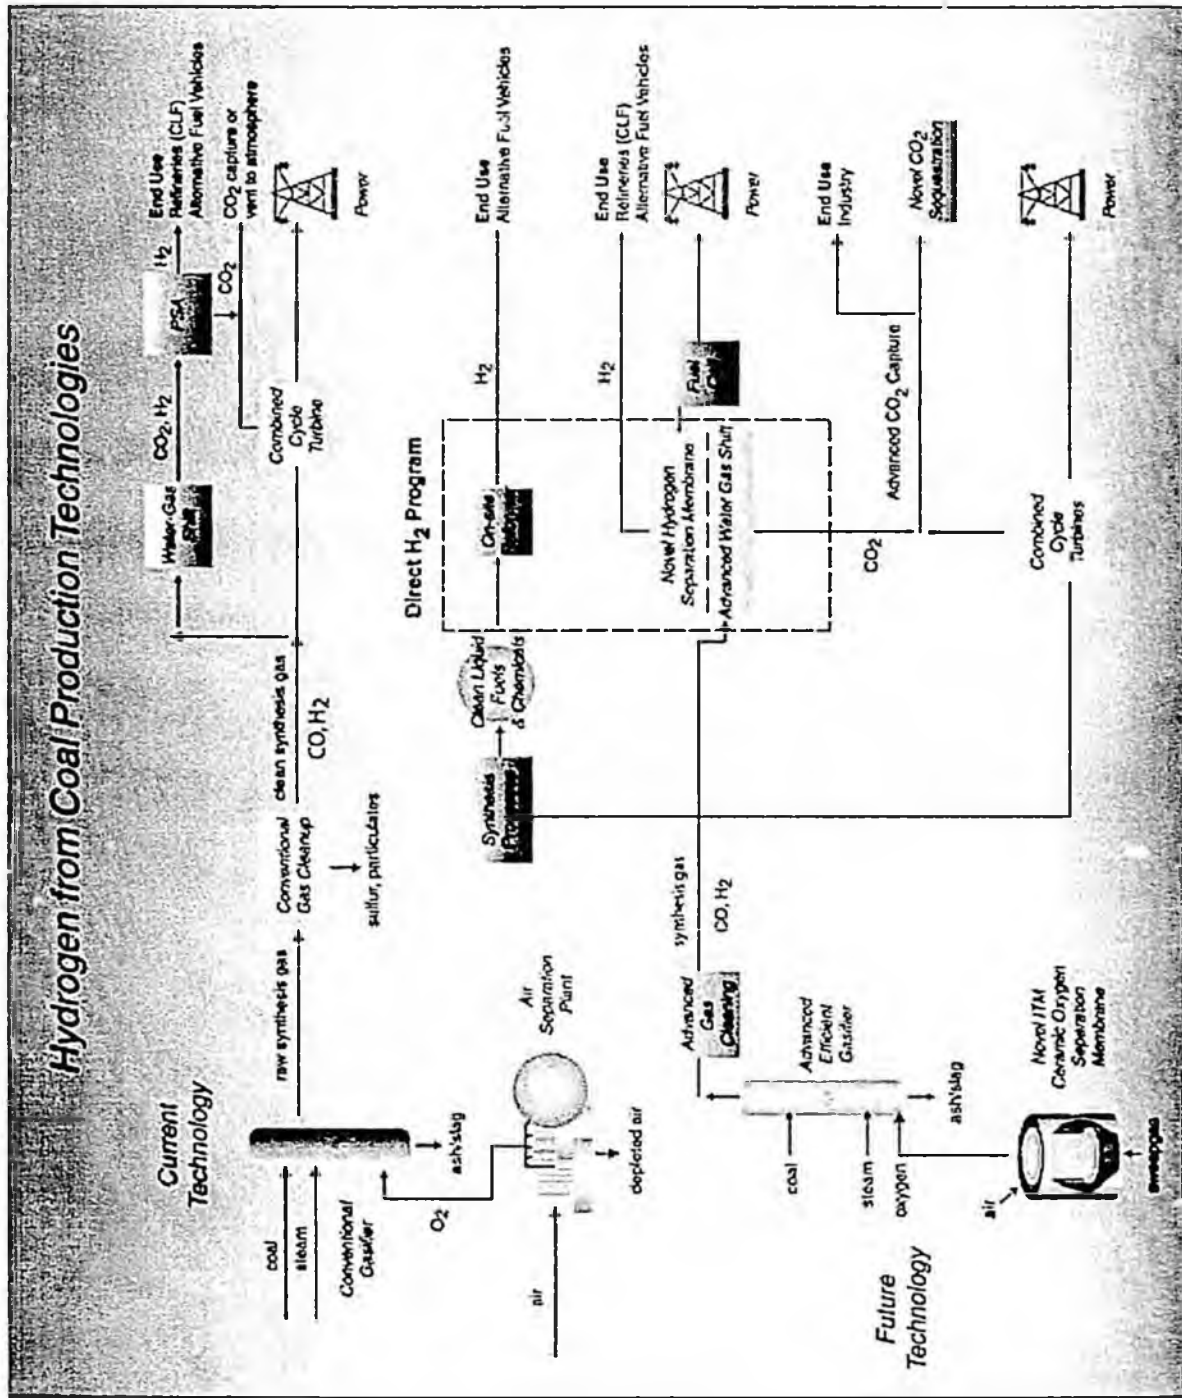 Hydrogen from Coal Production Technologies
Current
Technology
coal
steam
Conventional
Gasifier
raw synthesis gas
ash/slag
O2
air
Air
Separation
Plant
depleted air
Conventional
Gas Cleanup
sulfur, particulates
clean synthesis gas
CO, H2
Water-Gas
Shift
CO2, H2
PSA
H2
CO2
End Use
Refineries (CLF)
Alternative Fuel Vehicles
CO2 capture or
vent to atmosphere
Combined
Cycle
Turbine
Power
Direct H2 Program
Synthesis
Clean Liquid
Fuels
& Chemicals
On-site
H2
End Use
Alternative Fuel Vehicles
Novel Hydrogen
Separation Membrane
Advanced Water Gas Shift
H2
End Use
Refineries (CLF)
Alternative Fuel Vehicles
Fuel
Cell
Power
CO2
Advanced CO2 Capture
End Use
Industry
Novel CO2
Sequestration
Combined
Cycle
Turbines
Power
Future
Technology
coal
steam
oxygen
Advanced
Efficient
Gasifier
ash/slag
Advanced
Gas
Cleaning
synthesis gas
CO, H2
air
Novel ITM
Ceramic Oxygen
Separation
Membrane
sweep gas